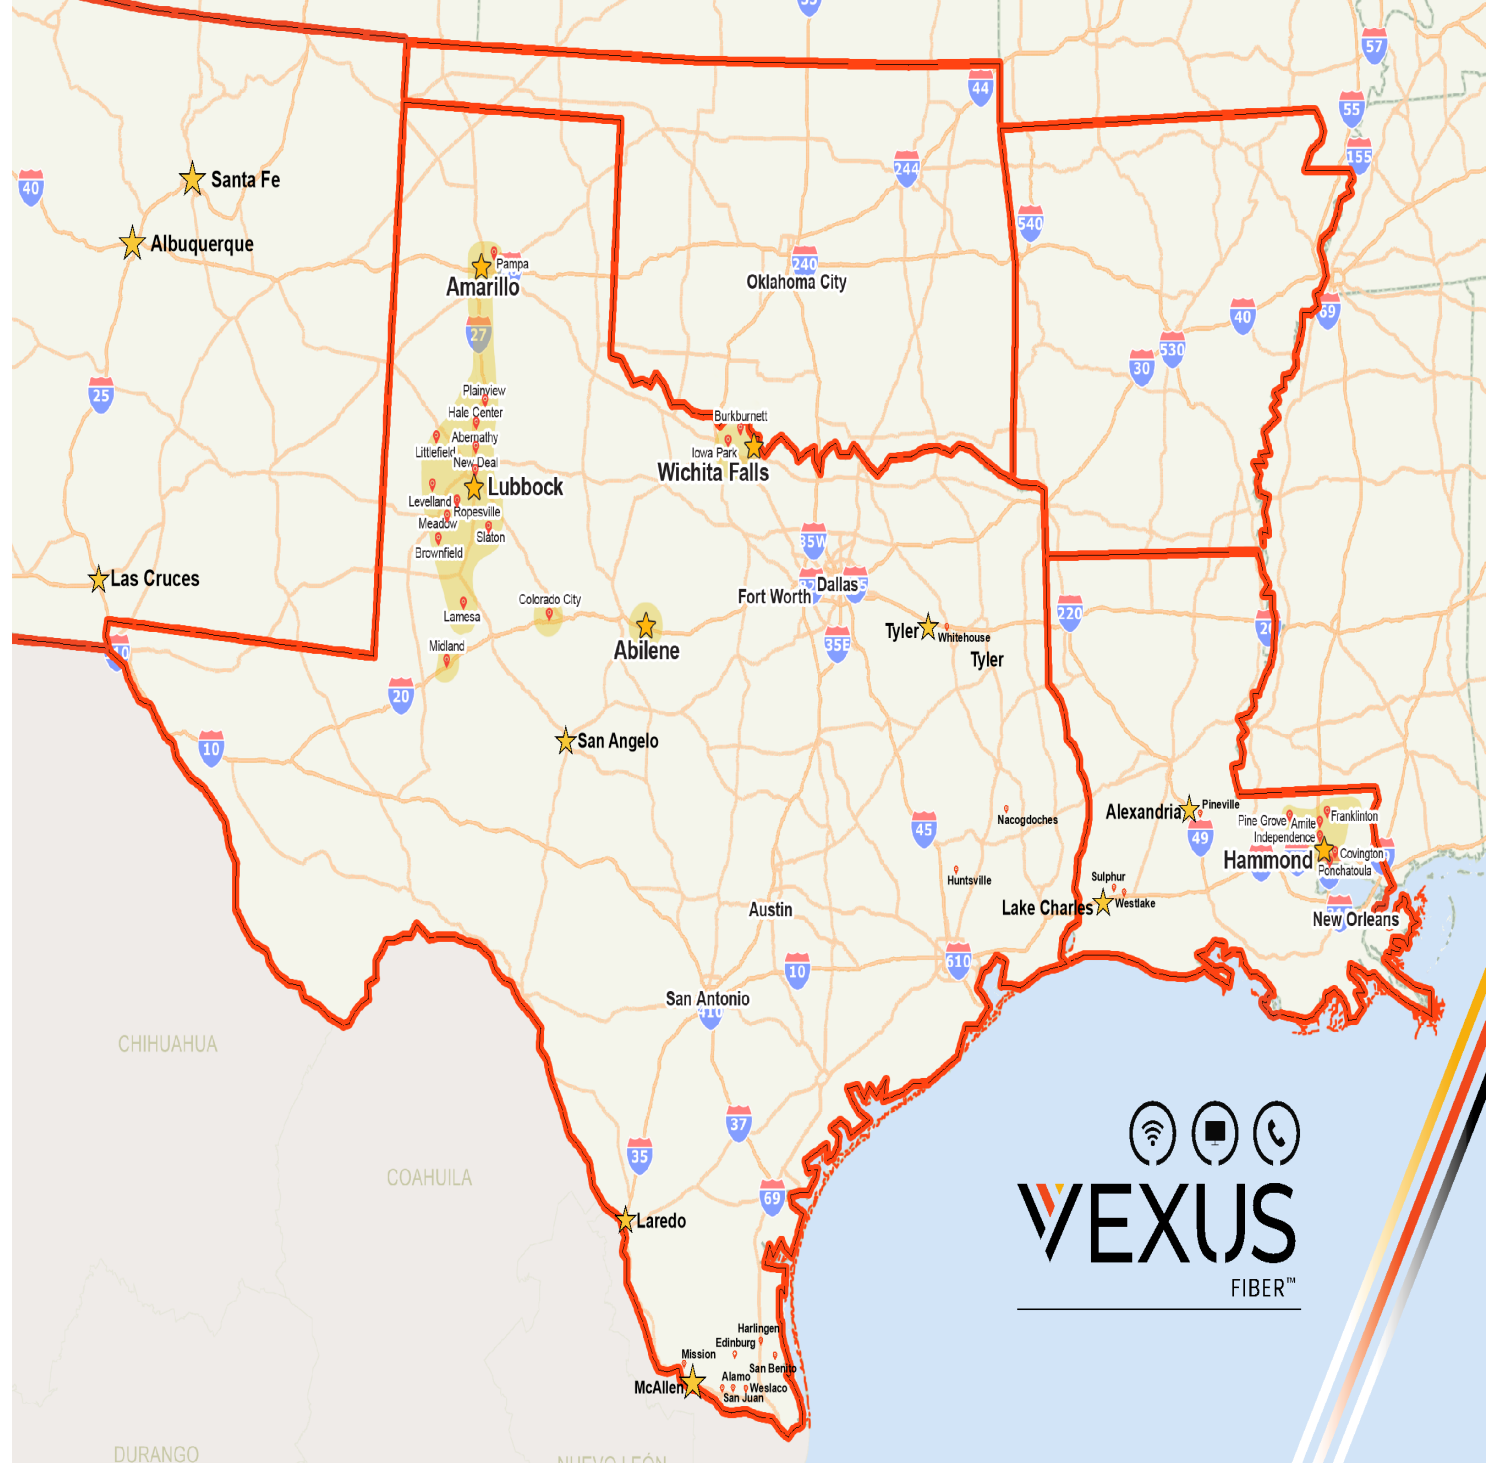 35
57
44
55
155
244
40
Santa Fe
540
Albuquerque
Pampa
240
Oklahoma City
Amarillo
40
69
27
530
30
25
Plainview
Hale Center
Burkburnett
Abernathy
Littlefield
Iowa Park
New Deal
Wichita Falls
Lubbock
Levelland
Ropesville
Meadow
Slaton
35W
Brownfield
Las Cruces
Dallas
Fort Worth
Colorado City
Lamesa
220
20
Tyler
Whitehouse
Midland
Abilene
35E
Tyler
10
20
San Angelo
10
Pineville
Alexandria
Nacogdoches
Franklinton
Pine Grove
Amite
45
49
Independence
Hammond
Covington
Ponchatoula
Huntsville
Sulphur
Westlake
Lake Charles
Austin
New Orleans
610
10
San Antonio
410
CHIHUAHUA
37
35
COAHUILA
69
VEXUS
FIBER™
Laredo
Harlingen
Edinburg
Mission
San Benito
Alamo
McAllen
Weslaco
San Juan
DURANGO
NUEVO LEÓN